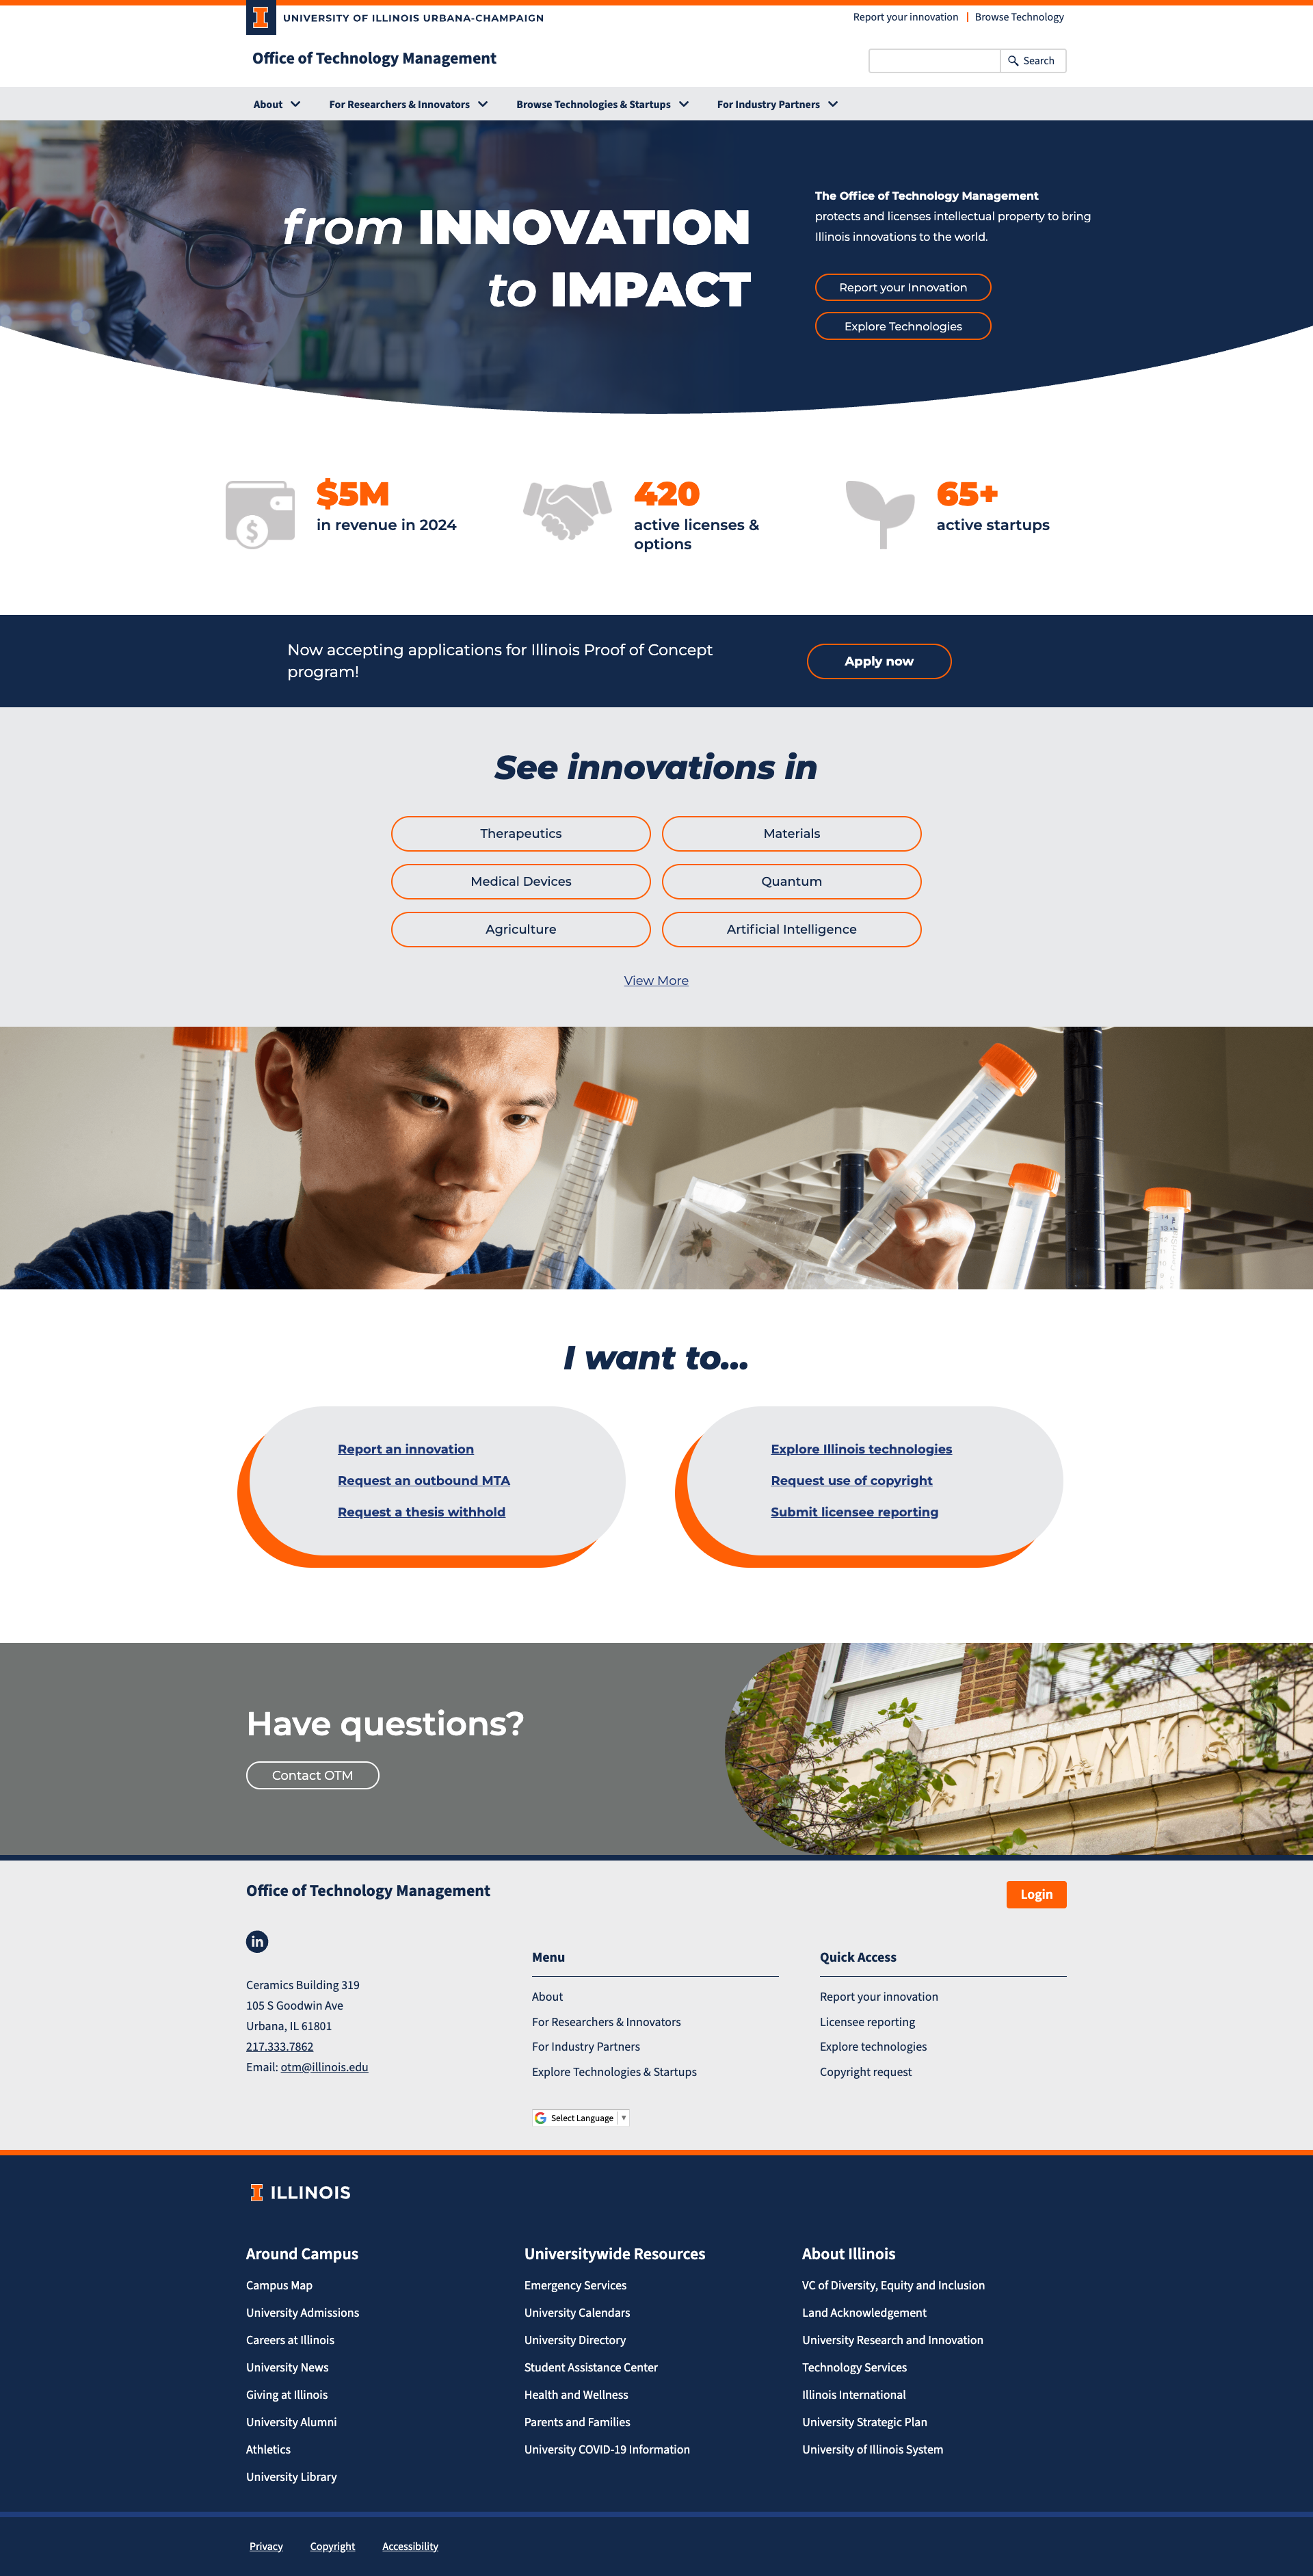 UNIVERSITY OF ILLINOIS URBANA-CHAMPAIGN
Report your innovation | Browse Technology
Office of Technology Management
Search
About
For Researchers & Innovators
Browse Technologies & Startups
For Industry Partners
from INNOVATION
to IMPACT
The Office of Technology Management
protects and licenses intellectual property to bring
Illinois innovations to the world.
Report your Innovation
Explore Technologies
$5M
in revenue in 2024
420
active licenses &
options
65+
active startups
Now accepting applications for Illinois Proof of Concept
program!
Apply now
See innovations in
Therapeutics
Materials
Medical Devices
Quantum
Agriculture
Artificial Intelligence
View More
I want to...
Report an innovation
Request an outbound MTA
Request a thesis withhold
Explore Illinois technologies
Request use of copyright
Submit licensee reporting
Have questions?
Contact OTM
Office of Technology Management
Login
in
Ceramics Building 319
105 S Goodwin Ave
Urbana, IL 61801
217.333.7862
Email: otm@illinois.edu
Menu
About
For Researchers & Innovators
For Industry Partners
Explore Technologies & Startups
Quick Access
Report your innovation
Licensee reporting
Explore technologies
Copyright request
Select Language ▼
ILLINOIS
Around Campus
Campus Map
University Admissions
Careers at Illinois
University News
Giving at Illinois
University Alumni
Athletics
University Library
Universitywide Resources
Emergency Services
University Calendars
University Directory
Student Assistance Center
Health and Wellness
Parents and Families
University COVID-19 Information
About Illinois
VC of Diversity, Equity and Inclusion
Land Acknowledgement
University Research and Innovation
Technology Services
Illinois International
University Strategic Plan
University of Illinois System
Privacy
Copyright
Accessibility